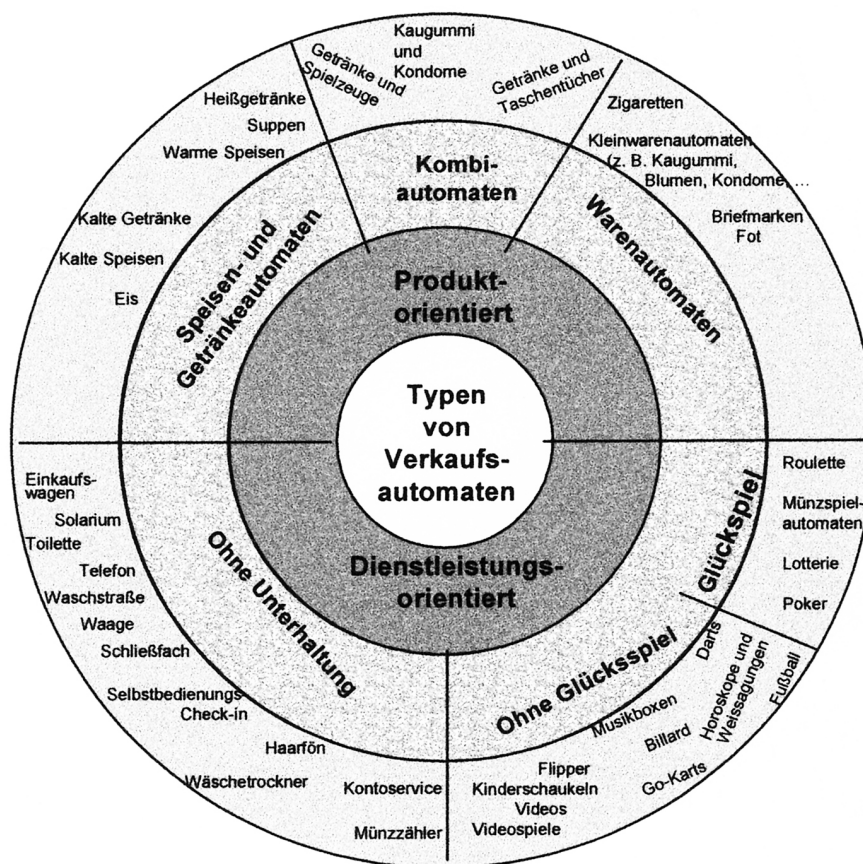 Typen
von
Verkaufs-
automaten
Produkt-
orientiert
Dienstleistungs-
orientiert
Kombi-
automaten
Getränke und
Spielzeuge
Kaugummi
und
Kondome
Getränke und
Taschentücher
Warenautomaten
Zigaretten
Kleinwarenautomaten
(z. B. Kaugummi,
Blumen, Kondome, ...
Briefmarken
Fot
Glückspiel
Roulette
Münzspiel-
automaten
Lotterie
Poker
Ohne Glücksspiel
Darts
Horoskope und
Weissagungen
Fußball
Musikboxen
Billard
Go-Karts
Flipper
Kinderschaukeln
Videos
Videospiele
Ohne Unterhaltung
Einkaufs-
wagen
Solarium
Toilette
Telefon
Waschstraße
Waage
Schließfach
Selbstbedienungs-
Check-in
Haarfön
Wäschetrockner
Kontoservice
Münzzähler
Speisen- und
Getränkeautomaten
Heißgetränke
Suppen
Warme Speisen
Kalte Getränke
Kalte Speisen
Eis